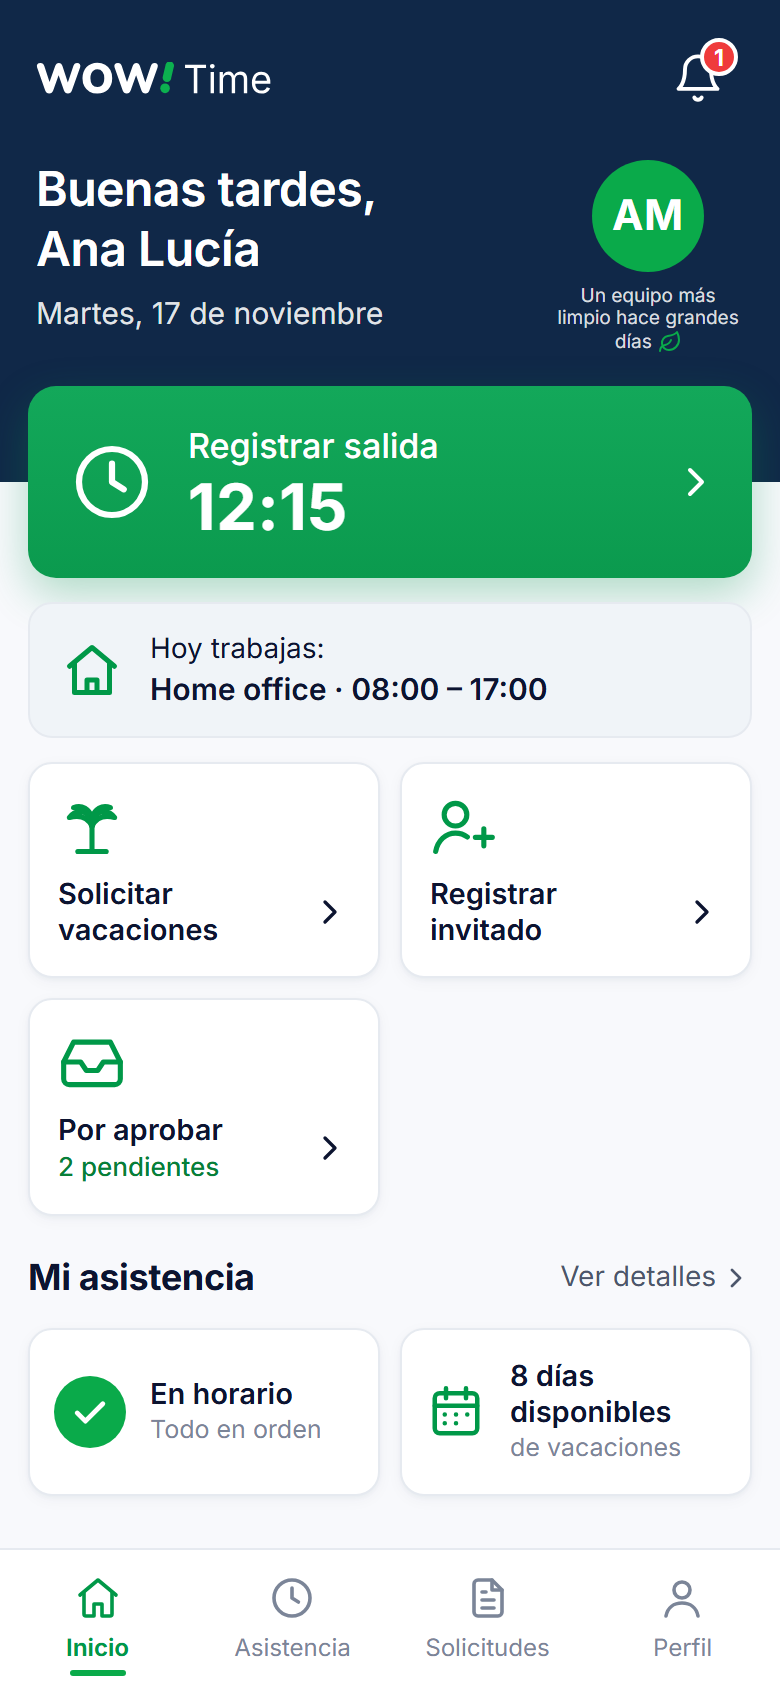 wow! Time
1
Buenas tardes,
Ana Lucía
Martes, 17 de noviembre
AM
Un equipo más
limpio hace grandes
días
Registrar salida
12:15
Hoy trabajas:
Home office · 08:00 – 17:00
Solicitar
vacaciones
Registrar
invitado
Por aprobar
2 pendientes
Mi asistencia
Ver detalles
En horario
Todo en orden
8 días
disponibles
de vacaciones
Inicio
Asistencia
Solicitudes
Perfil